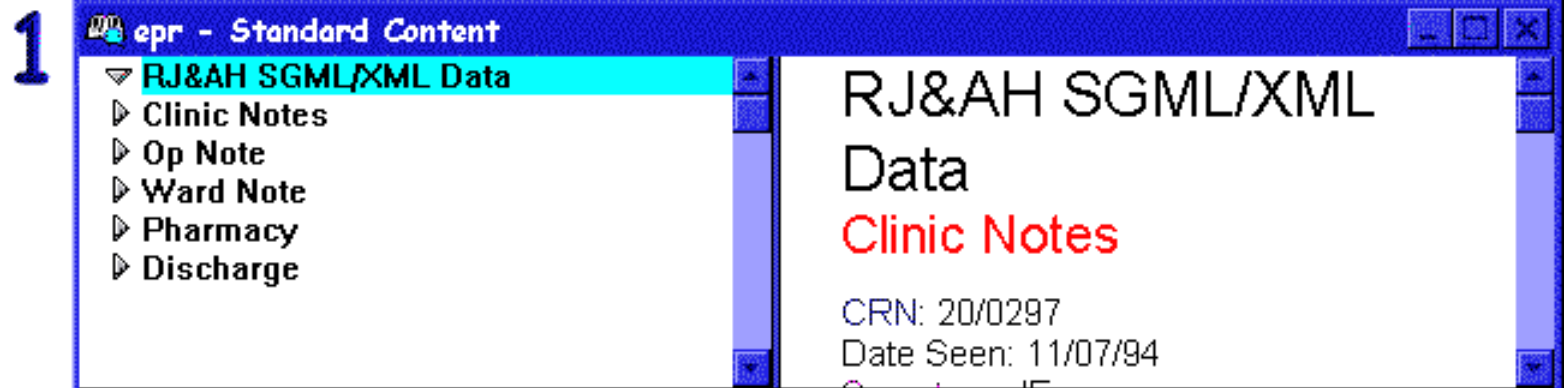 1
epr - Standard Content
RJ&AH SGML/XML Data
Clinic Notes
Op Note
Ward Note
Pharmacy
Discharge
RJ&AH SGML/XML
Data
Clinic Notes
CRN: 20/0297
Date Seen: 11/07/94